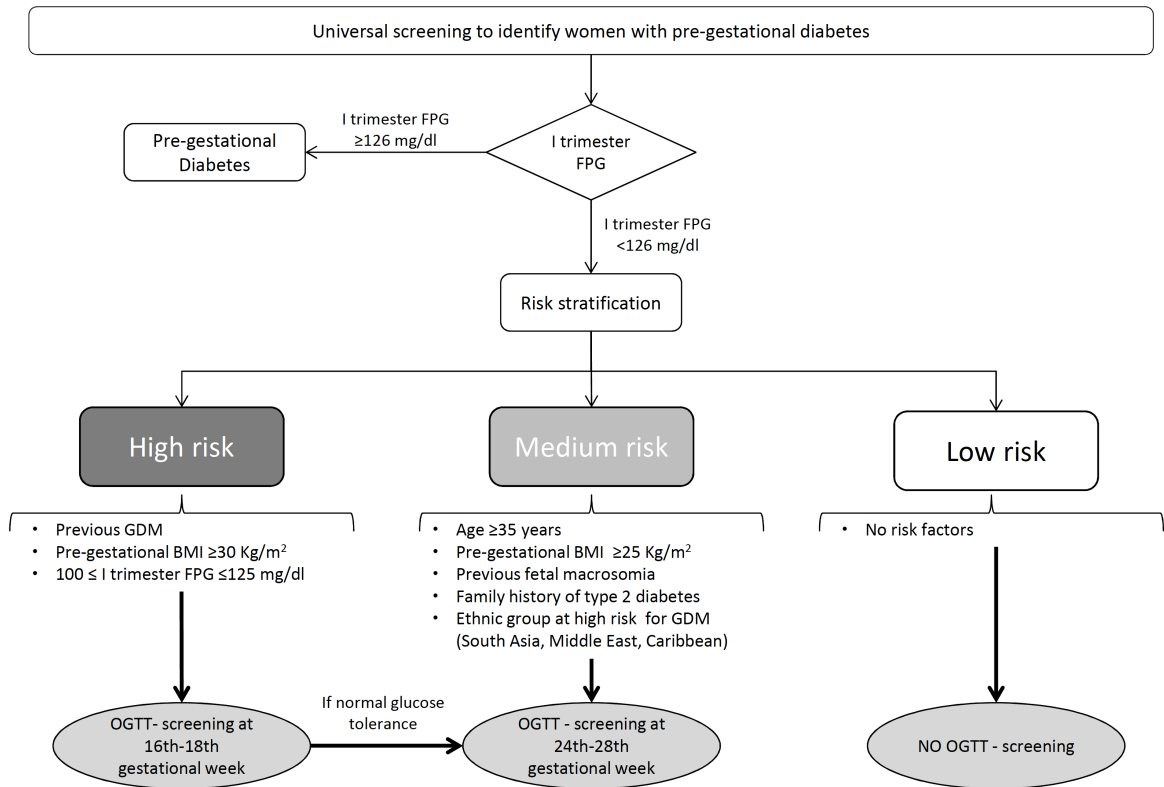 Universal screening to identify women with pre-gestational diabetes
I trimester FPG
≥126 mg/dl
Pre-gestational
Diabetes
I trimester
FPG
I trimester FPG
<126 mg/dl
Risk stratification
High risk
Medium risk
Low risk
• Previous GDM
• Pre-gestational BMI ≥30 Kg/m²
• 100 ≤ I trimester FPG ≤125 mg/dl
• Age ≥35 years
• Pre-gestational BMI ≥25 Kg/m²
• Previous fetal macrosomia
• Family history of type 2 diabetes
• Ethnic group at high risk for GDM
(South Asia, Middle East, Caribbean)
• No risk factors
OGTT- screening at
16th-18th
gestational week
If normal glucose
tolerance
OGTT - screening at
24th-28th
gestational week
NO OGTT - screening